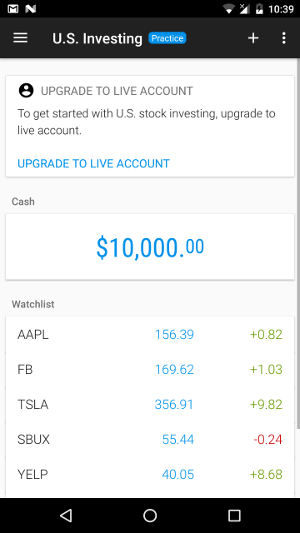 10:39
U.S. Investing Practice
UPGRADE TO LIVE ACCOUNT
To get started with U.S. stock investing, upgrade to
live account.
UPGRADE TO LIVE ACCOUNT
Cash
$10,000.00
Watchlist
AAPL 156.39 +0.82
FB 169.62 +1.03
TSLA 356.91 +9.82
SBUX 55.44 -0.24
YELP 40.05 +8.68